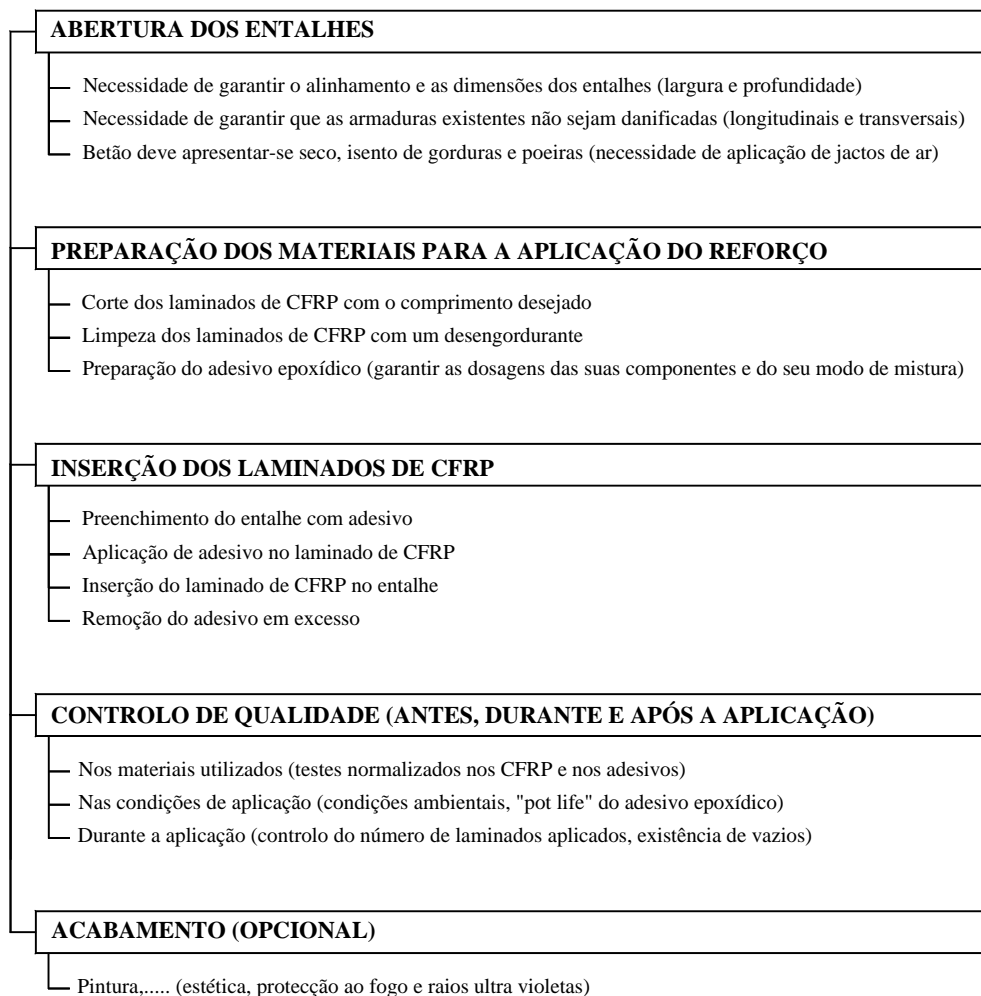 ABERTURA DOS ENTALHES
Necessidade de garantir o alinhamento e as dimensões dos entalhes (largura e profundidade)
Necessidade de garantir que as armaduras existentes não sejam danificadas (longitudinais e transversais)
Betão deve apresentar-se seco, isento de gorduras e poeiras (necessidade de aplicação de jactos de ar)
PREPARAÇÃO DOS MATERIAIS PARA A APLICAÇÃO DO REFORÇO
Corte dos laminados de CFRP com o comprimento desejado
Limpeza dos laminados de CFRP com um desengordurante
Preparação do adesivo epoxídico (garantir as dosagens das suas componentes e do seu modo de mistura)
INSERÇÃO DOS LAMINADOS DE CFRP
Preenchimento do entalhe com adesivo
Aplicação de adesivo no laminado de CFRP
Inserção do laminado de CFRP no entalhe
Remoção do adesivo em excesso
CONTROLO DE QUALIDADE (ANTES, DURANTE E APÓS A APLICAÇÃO)
Nos materiais utilizados (testes normalizados nos CFRP e nos adesivos)
Nas condições de aplicação (condições ambientais, "pot life" do adesivo epoxídico)
Durante a aplicação (controlo do número de laminados aplicados, existência de vazios)
ACABAMENTO (OPCIONAL)
Pintura,..... (estética, protecção ao fogo e raios ultra violetas)